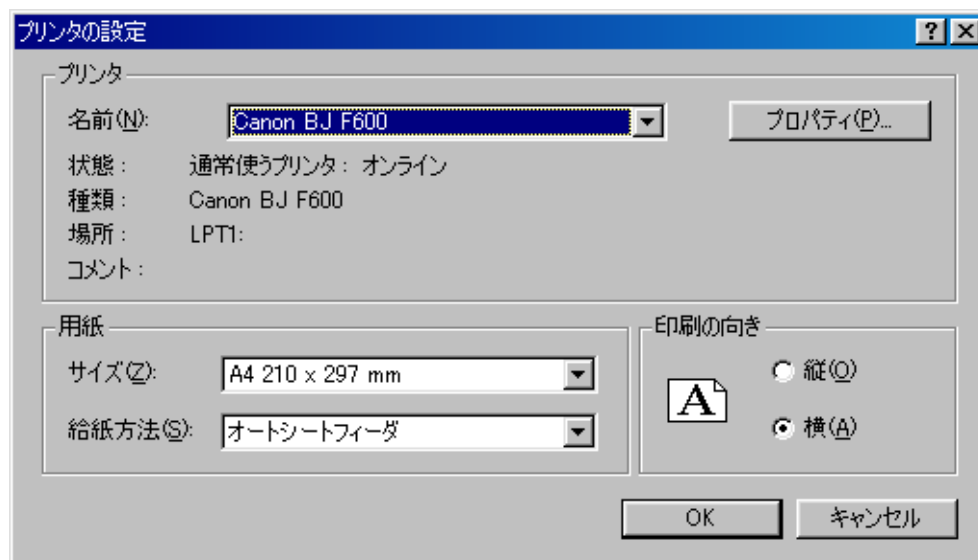 プリンタの設定
プリンタ
名前(N): Canon BJ F600 プロパティ(P)...
状態： 通常使うプリンタ： オンライン
種類： Canon BJ F600
場所： LPT1:
コメント：
用紙
サイズ(Z): A4 210 x 297 mm
給紙方法(S): オートシートフィーダ
印刷の向き
A
縦(O)
横(A)
OK キャンセル